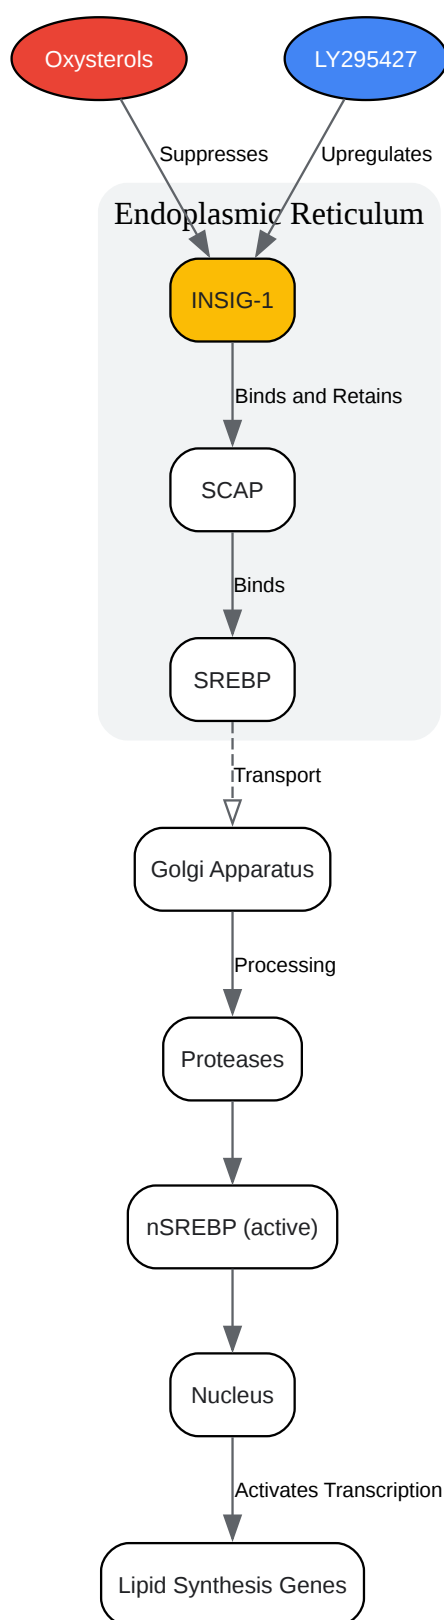 Oxysterols
LY295427
Suppresses
Upregulates
Endoplasmic Reticulum
INSIG-1
Binds and Retains
SCAP
Binds
SREBP
Transport
Golgi Apparatus
Processing
Proteases
nSREBP (active)
Nucleus
Activates Transcription
Lipid Synthesis Genes